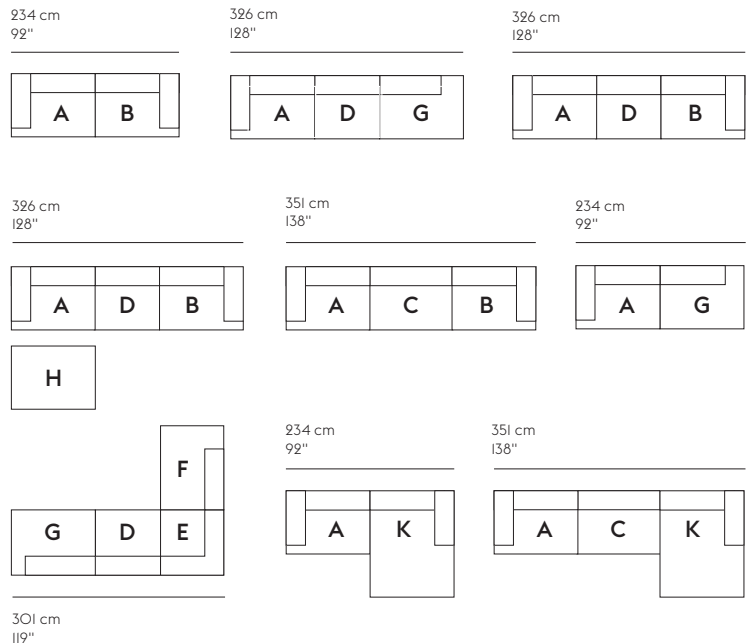 234 cm
92"
A B
326 cm
128"
A D G
326 cm
128"
A D B
326 cm
128"
A D B
H
351 cm
138"
A C B
234 cm
92"
A G
F
G D E
301 cm
119"
234 cm
92"
A K
351 cm
138"
A C K